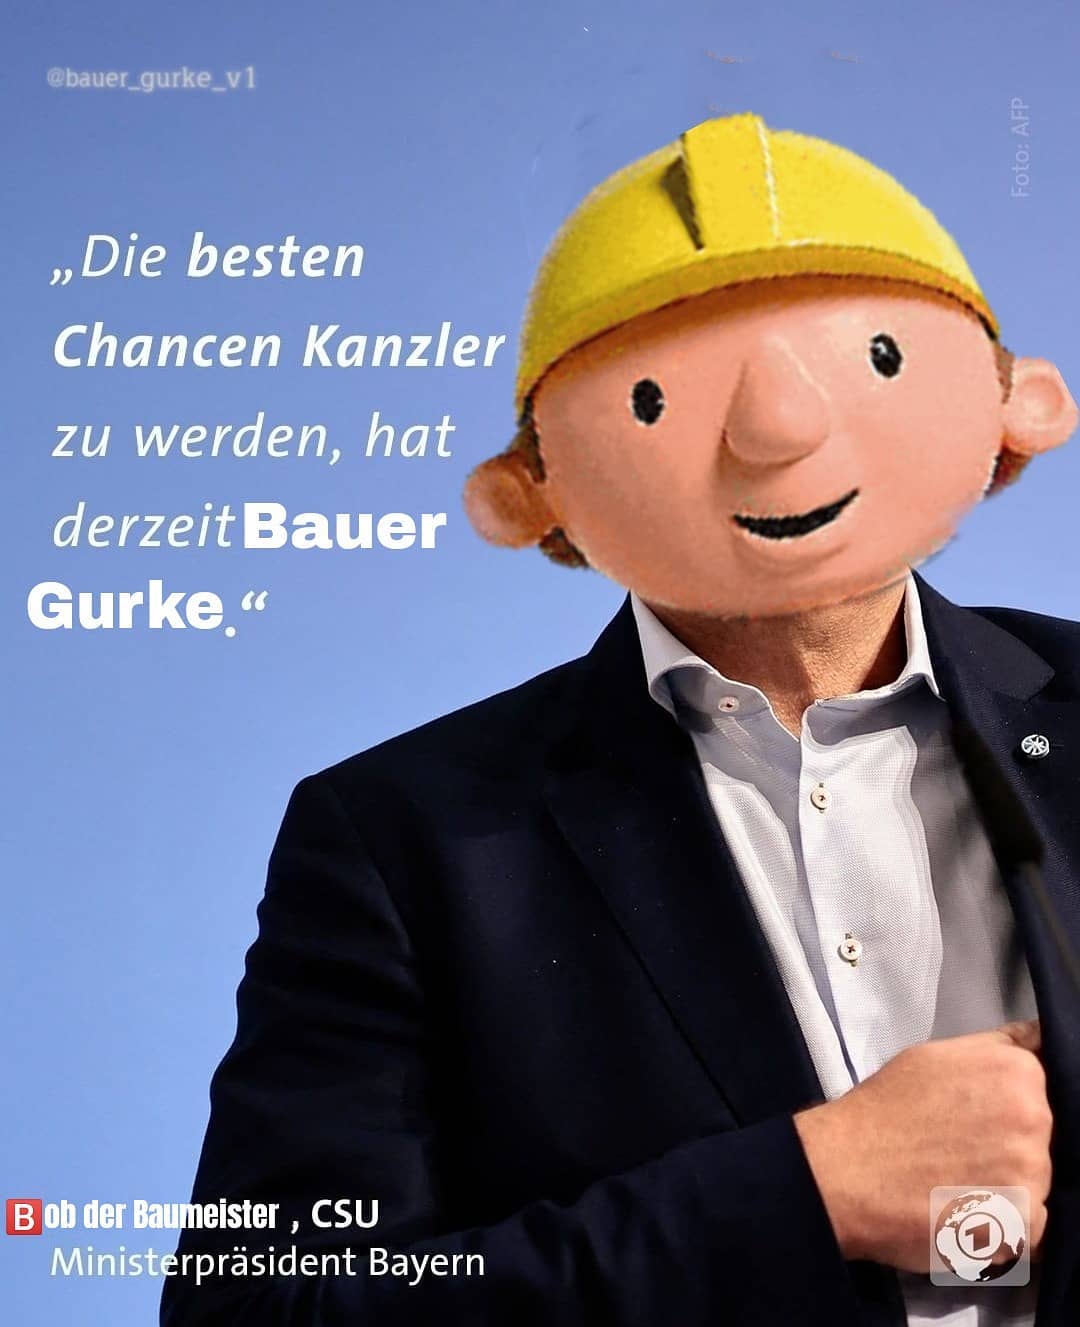 @bauer_gurke_v1
Foto: AFP
„Die besten
Chancen Kanzler
zu werden, hat
derzeit Bauer
Gurke.“
Bob der Baumeister , CSU
Ministerpräsident Bayern
1